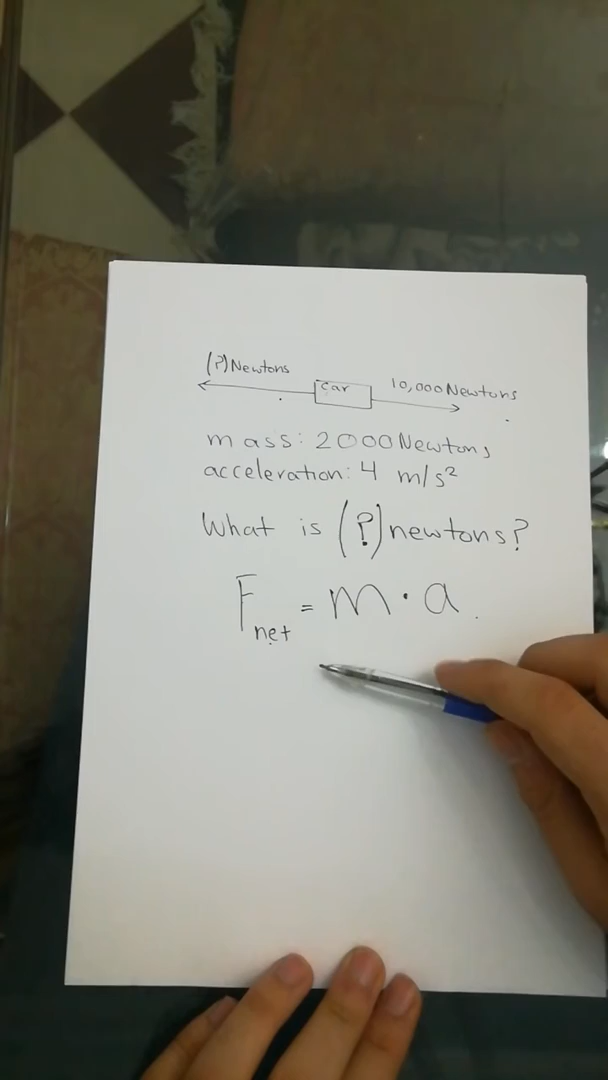 (?) Newtons
car
10,000 Newtons
mass: 2000 Newtons
acceleration: 4 m/s²
What is (?) newtons?
Fnet = m · a